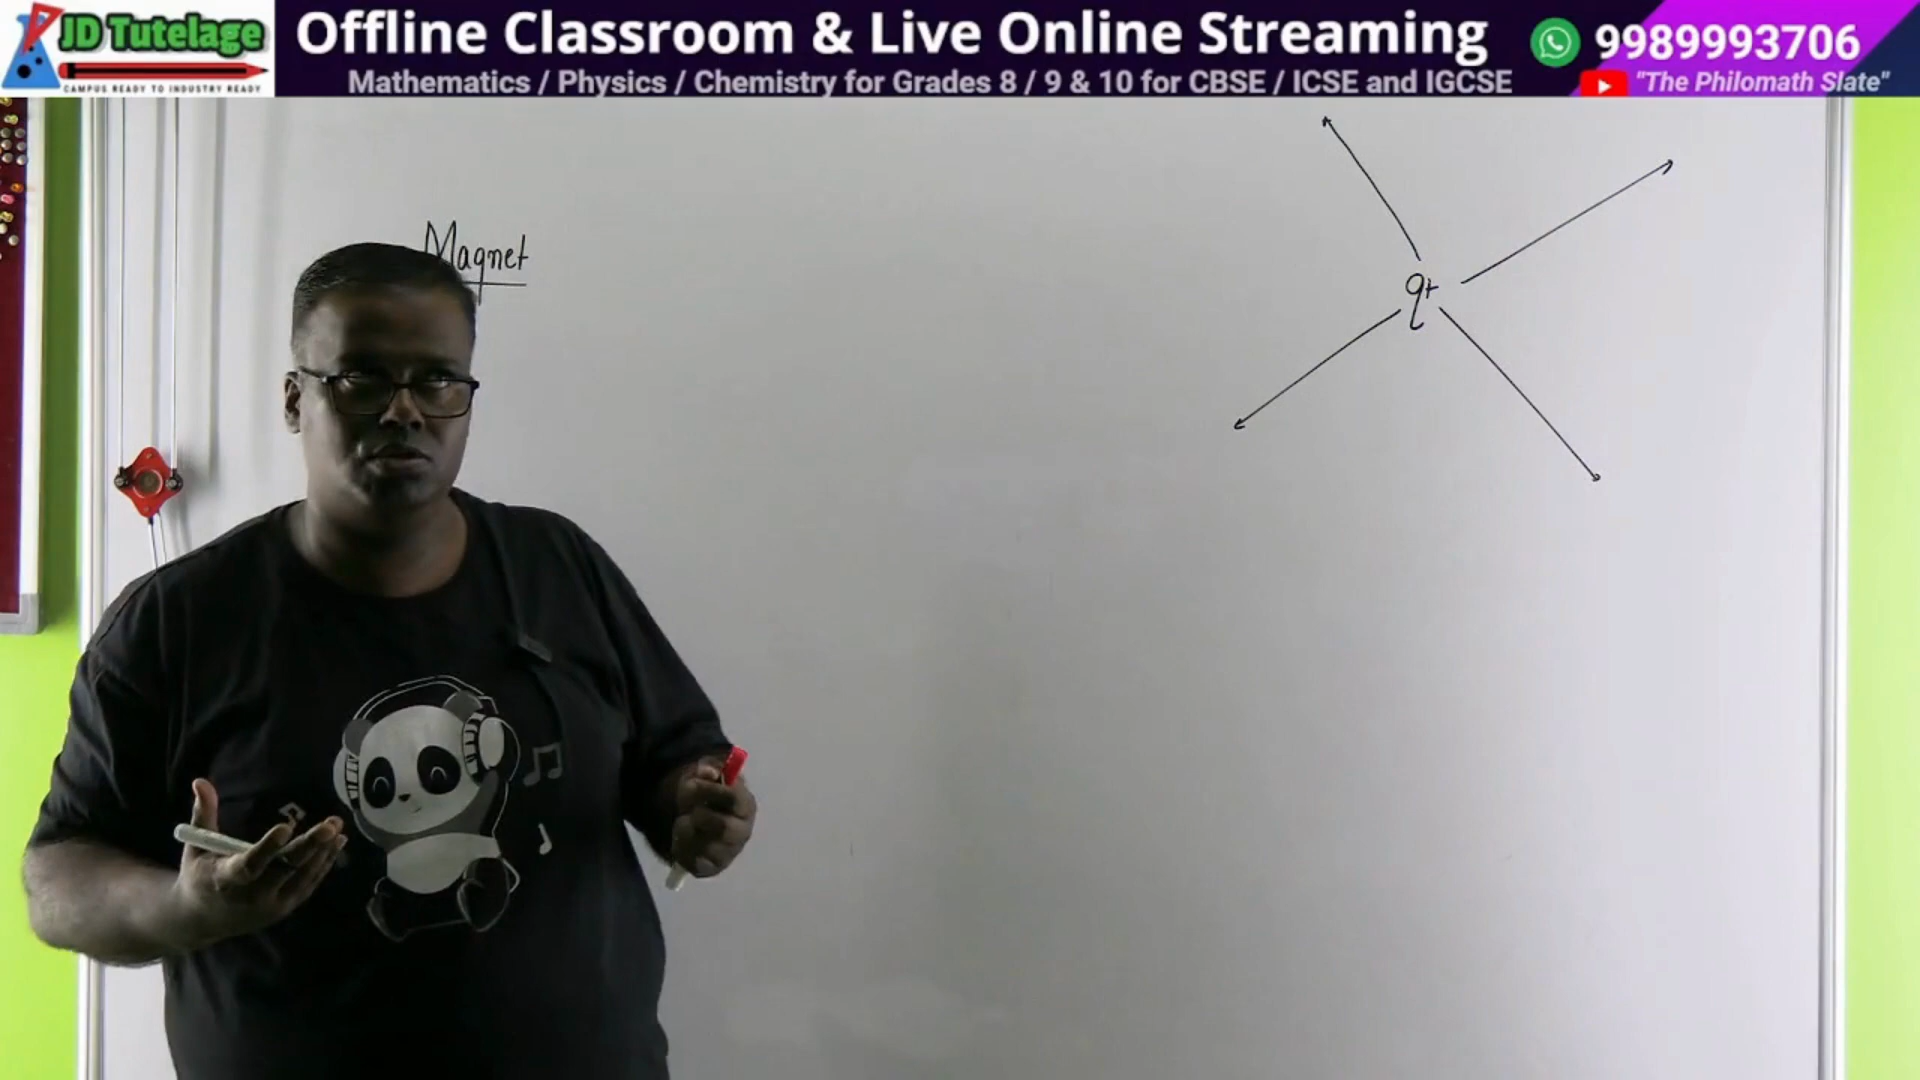 JD Tutelage
CAMPUS READY TO INDUSTRY READY
Offline Classroom & Live Online Streaming
Mathematics / Physics / Chemistry for Grades 8 / 9 & 10 for CBSE / ICSE and IGCSE
9989993706
"The Philomath Slate"
Magnet
q+